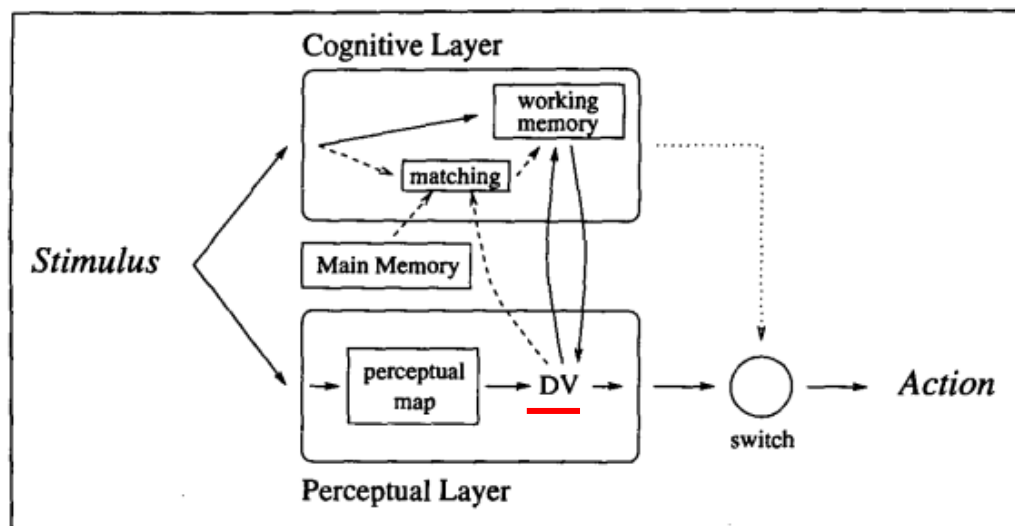 Cognitive Layer
working
memory
matching
Stimulus
Main Memory
perceptual
map
DV
Action
switch
Perceptual Layer